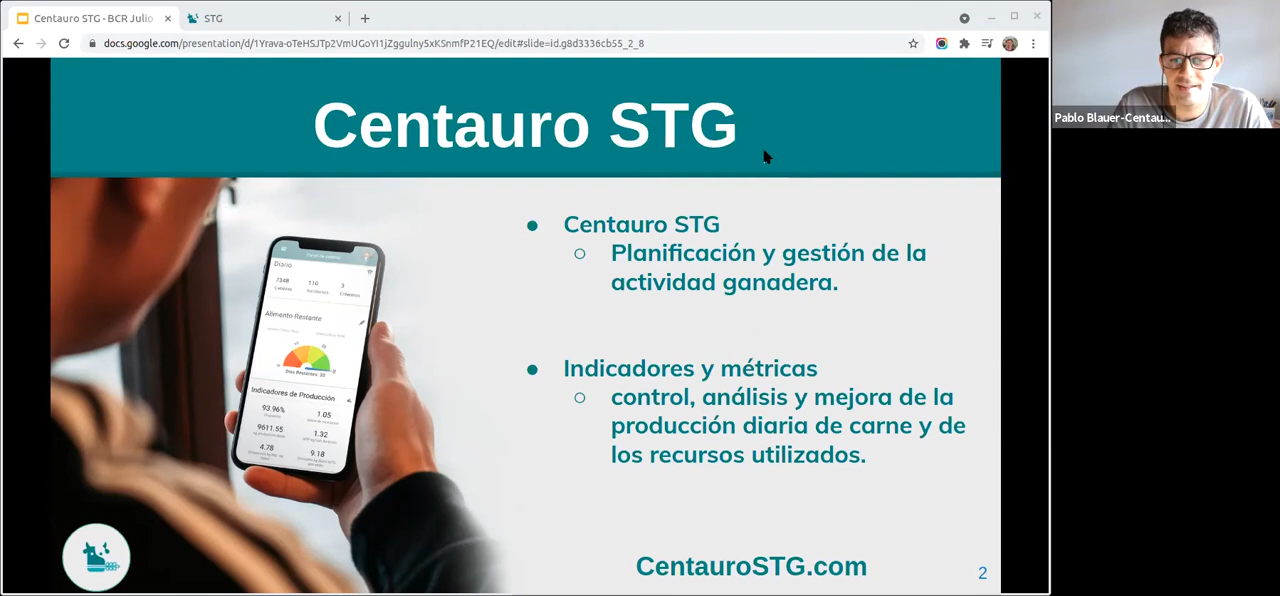 Centauro STG - BCR Julio
STG
docs.google.com/presentation/d/1Yrava-oTeHSJTp2VmUGoYI1jZggulny5xKSnmfP21EQ/edit#slide=id.g8d3336cb55_2_8
Pablo Blauer-Centau...
Centauro STG
Centauro STG
Planificación y gestión de la
actividad ganadera.
Indicadores y métricas
control, análisis y mejora de la
producción diaria de carne y de
los recursos utilizados.
Diario
7348
110
3
Alimento Restante
Días Restantes: 30
Indicadores de Producción
93.96%
1.05
9611.55
1.32
4.78
9.18
CentauroSTG.com
2